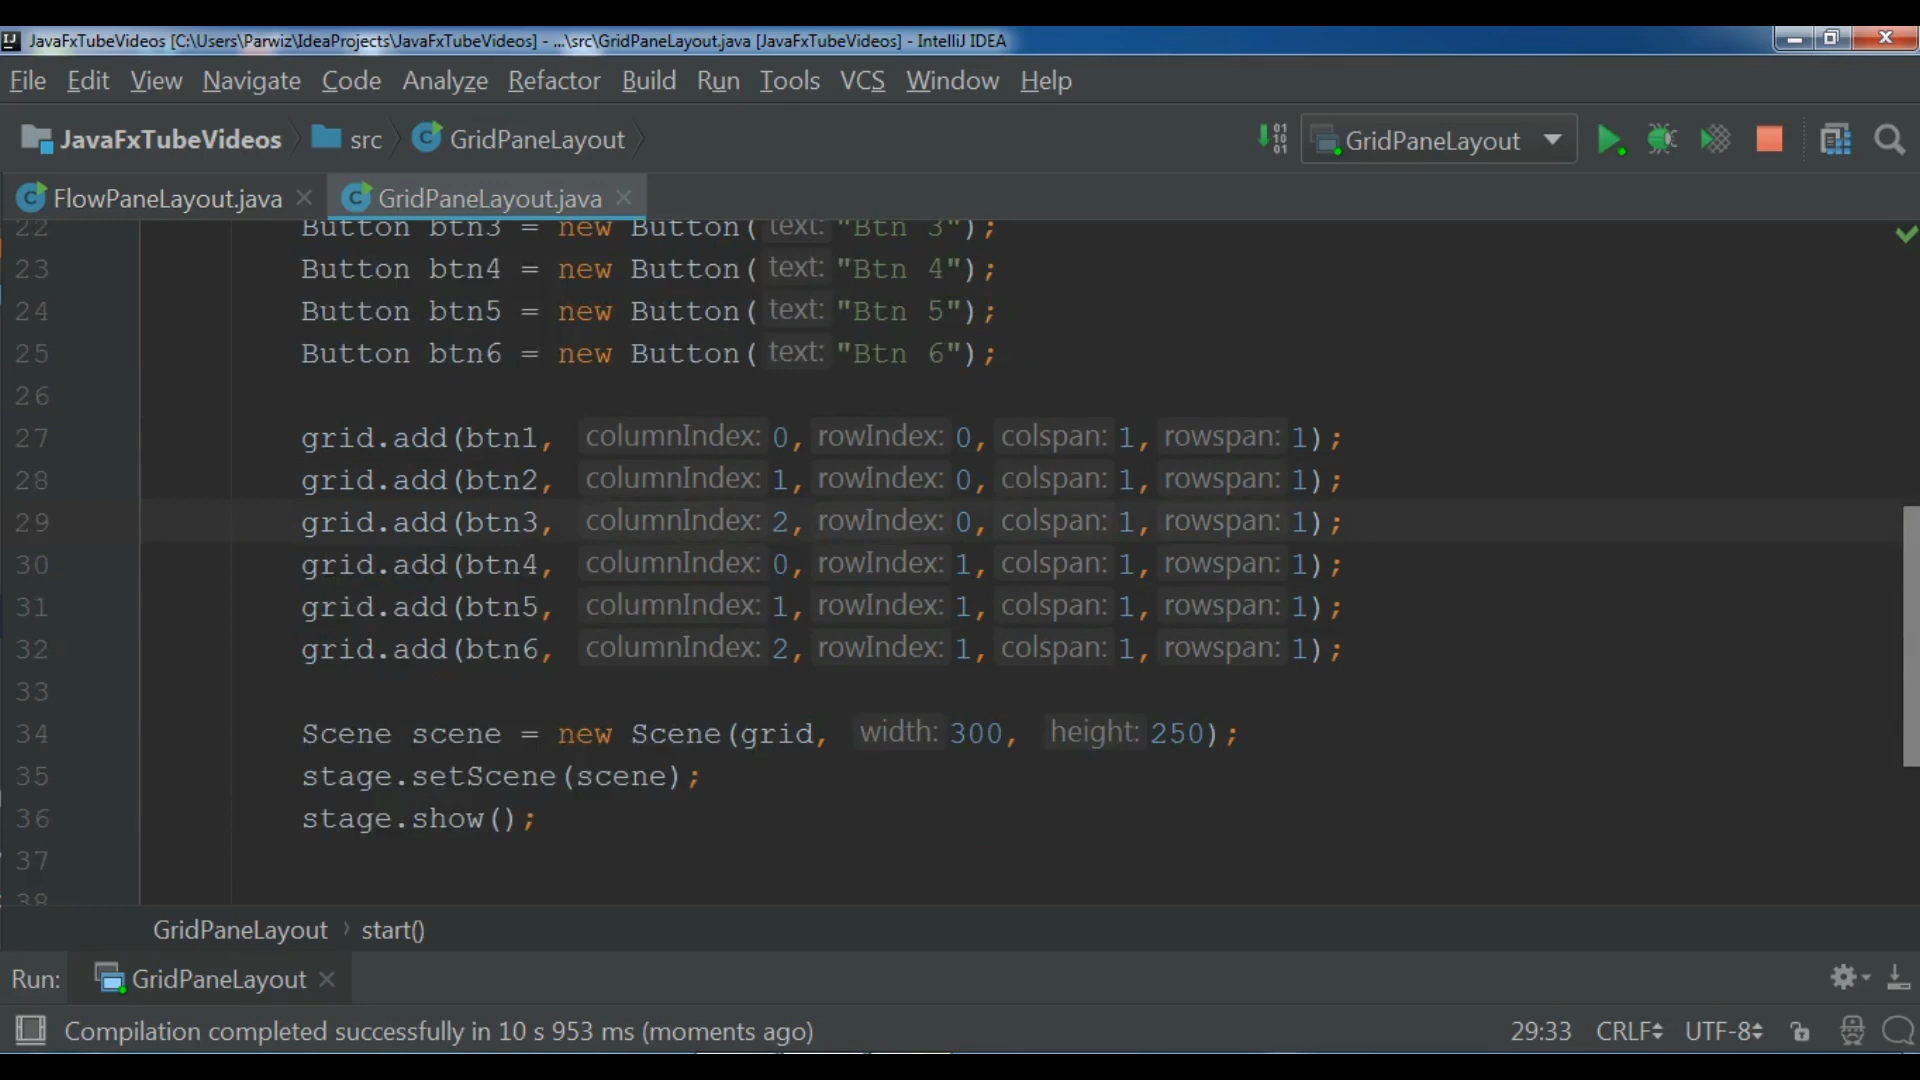 JavaFxTubeVideos [C:\Users\Parwiz\IdeaProjects\JavaFxTubeVideos] - ...\src\GridPaneLayout.java [JavaFxTubeVideos] - IntelliJ IDEA
File Edit View Navigate Code Analyze Refactor Build Run Tools VCS Window Help
JavaFxTubeVideos src GridPaneLayout GridPaneLayout
FlowPaneLayout.java GridPaneLayout.java
22 Button btn3 = new Button( text: "Btn 3");
23 Button btn4 = new Button( text: "Btn 4");
24 Button btn5 = new Button( text: "Btn 5");
25 Button btn6 = new Button( text: "Btn 6");
26
27 grid.add(btn1, columnIndex: 0, rowIndex: 0, colspan: 1, rowspan: 1);
28 grid.add(btn2, columnIndex: 1, rowIndex: 0, colspan: 1, rowspan: 1);
29 grid.add(btn3, columnIndex: 2, rowIndex: 0, colspan: 1, rowspan: 1);
30 grid.add(btn4, columnIndex: 0, rowIndex: 1, colspan: 1, rowspan: 1);
31 grid.add(btn5, columnIndex: 1, rowIndex: 1, colspan: 1, rowspan: 1);
32 grid.add(btn6, columnIndex: 2, rowIndex: 1, colspan: 1, rowspan: 1);
33
34 Scene scene = new Scene(grid, width: 300, height: 250);
35 stage.setScene(scene);
36 stage.show();
37
38
GridPaneLayout start()
Run: GridPaneLayout
Compilation completed successfully in 10 s 953 ms (moments ago) 29:33 CRLF UTF-8